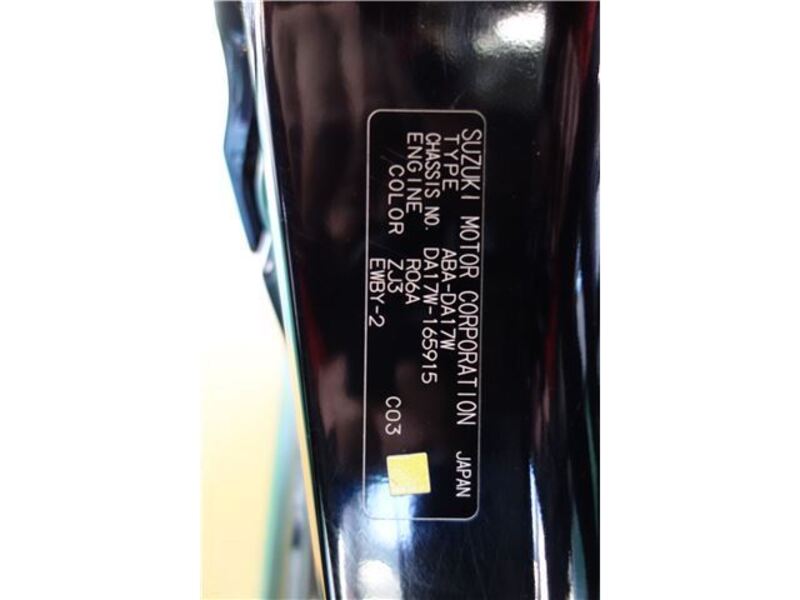 SUZUKI MOTOR CORPORATION JAPAN
TYPE ABA-DA17W
CHASSIS NO. DA17W-165915
ENGINE R06A
COLOR ZJ3 C03
EWBY-2